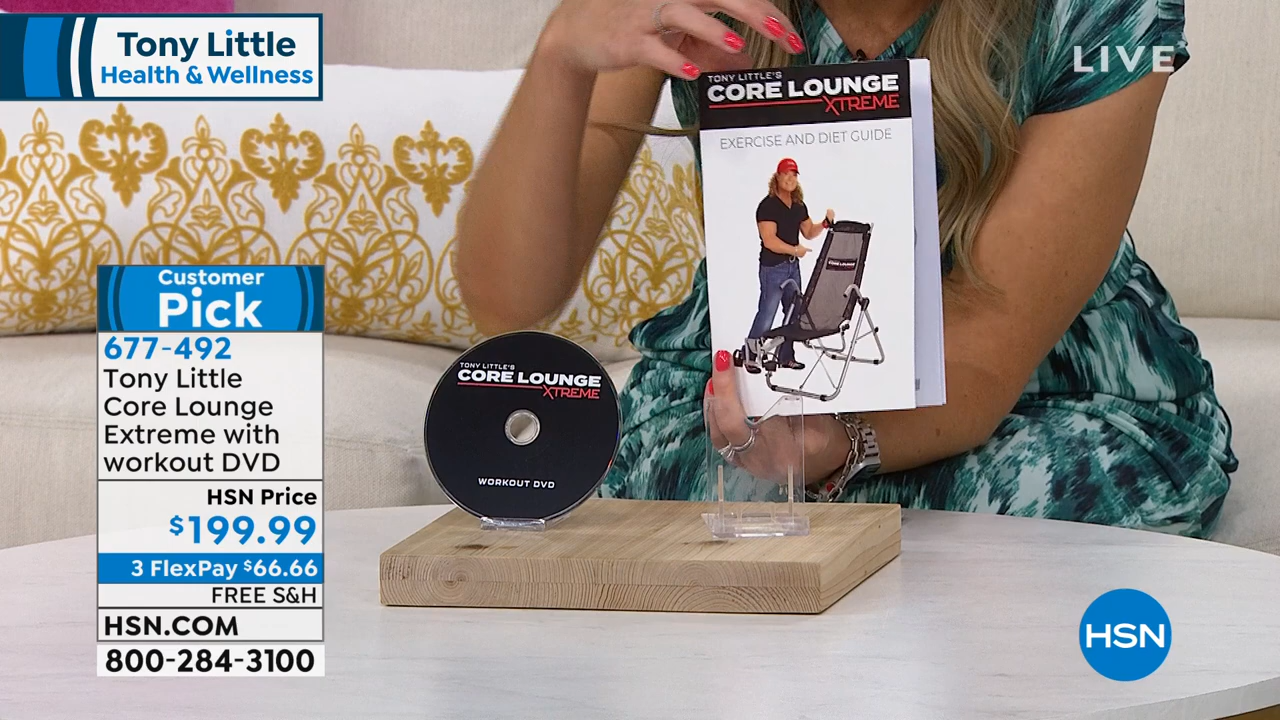 Tony Little
Health & Wellness
LIVE
TONY LITTLE'S
CORE LOUNGE
XTREME
EXERCISE AND DIET GUIDE
CORE LOUNGE
Customer
Pick
677-492
Tony Little
Core Lounge
Extreme with
workout DVD
HSN Price
$199.99
3 FlexPay $66.66
FREE S&H
HSN.COM
800-284-3100
TONY LITTLE'S
CORE LOUNGE
XTREME
WORKOUT DVD
HSN